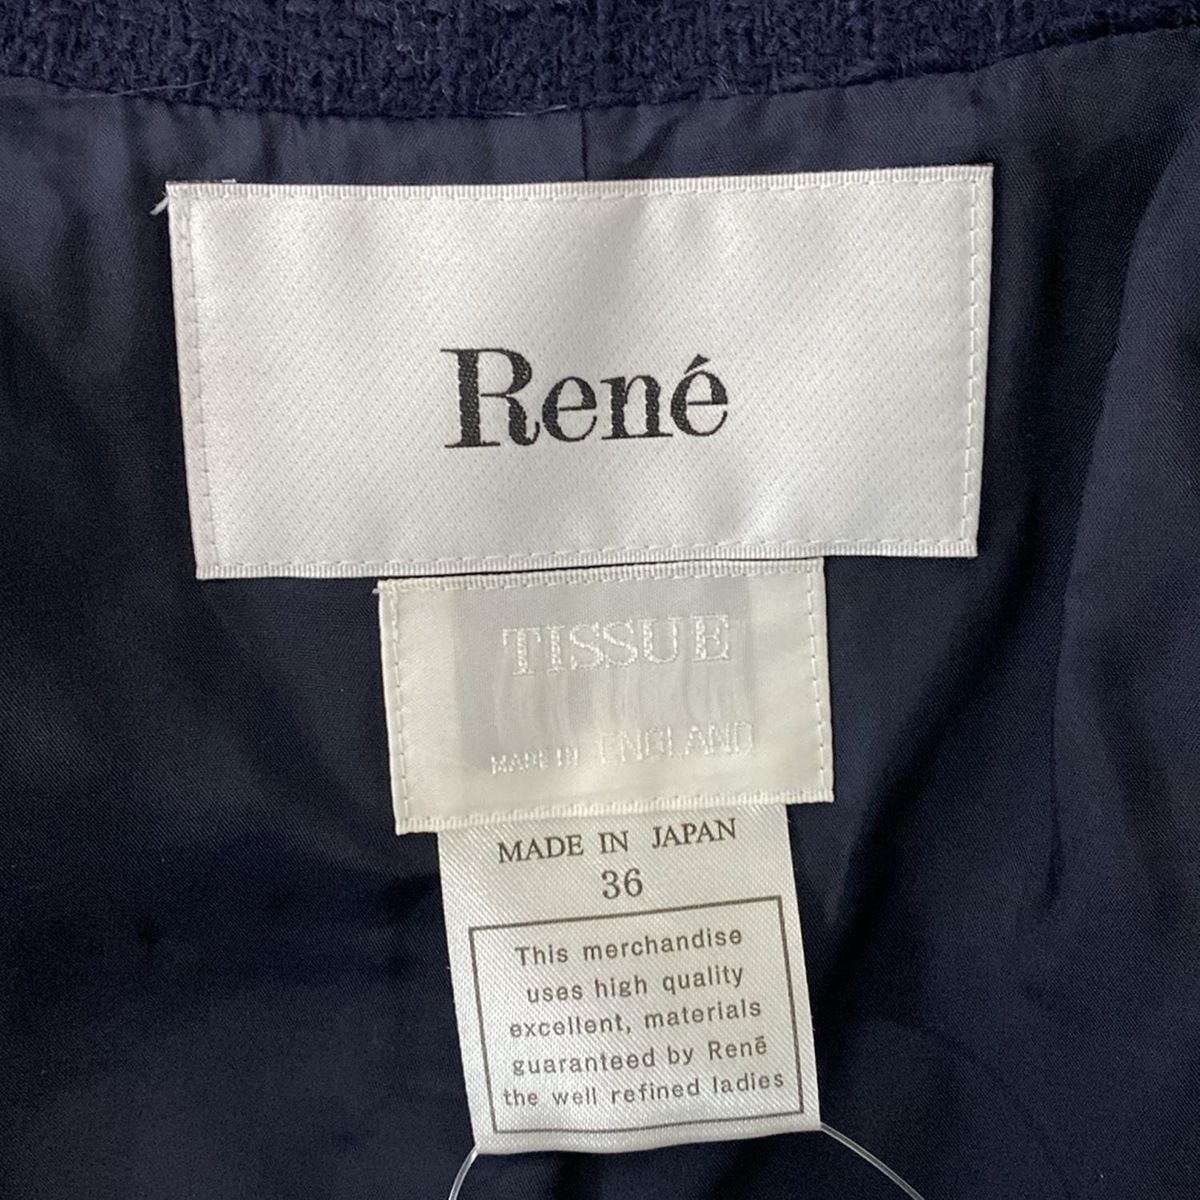 René
TISSUE
MADE IN ENGLAND
MADE IN JAPAN
36
This merchandise
uses high quality
excellent, materials
guaranteed by Renē
the well refined ladies